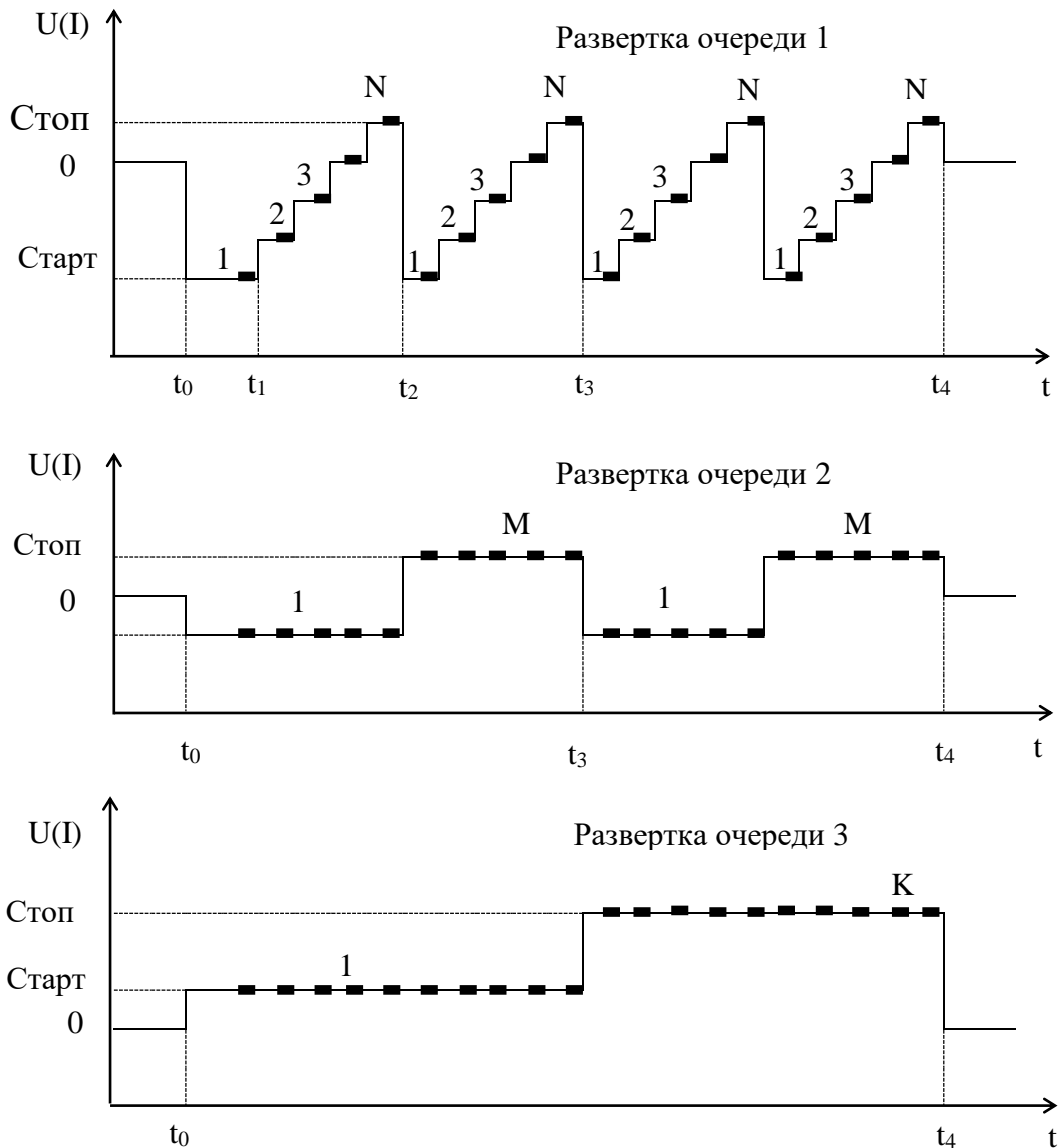 U(I)
Развертка очереди 1
N N N N
Стоп
0
3 3 3 3
2 2 2 2
Старт
1 1 1 1
t0 t1 t2 t3 t4 t
U(I)
Развертка очереди 2
M M
Стоп
0
1 1
t0 t3 t4 t
U(I)
Развертка очереди 3
K
Стоп
1
Старт
0
t0 t4 t